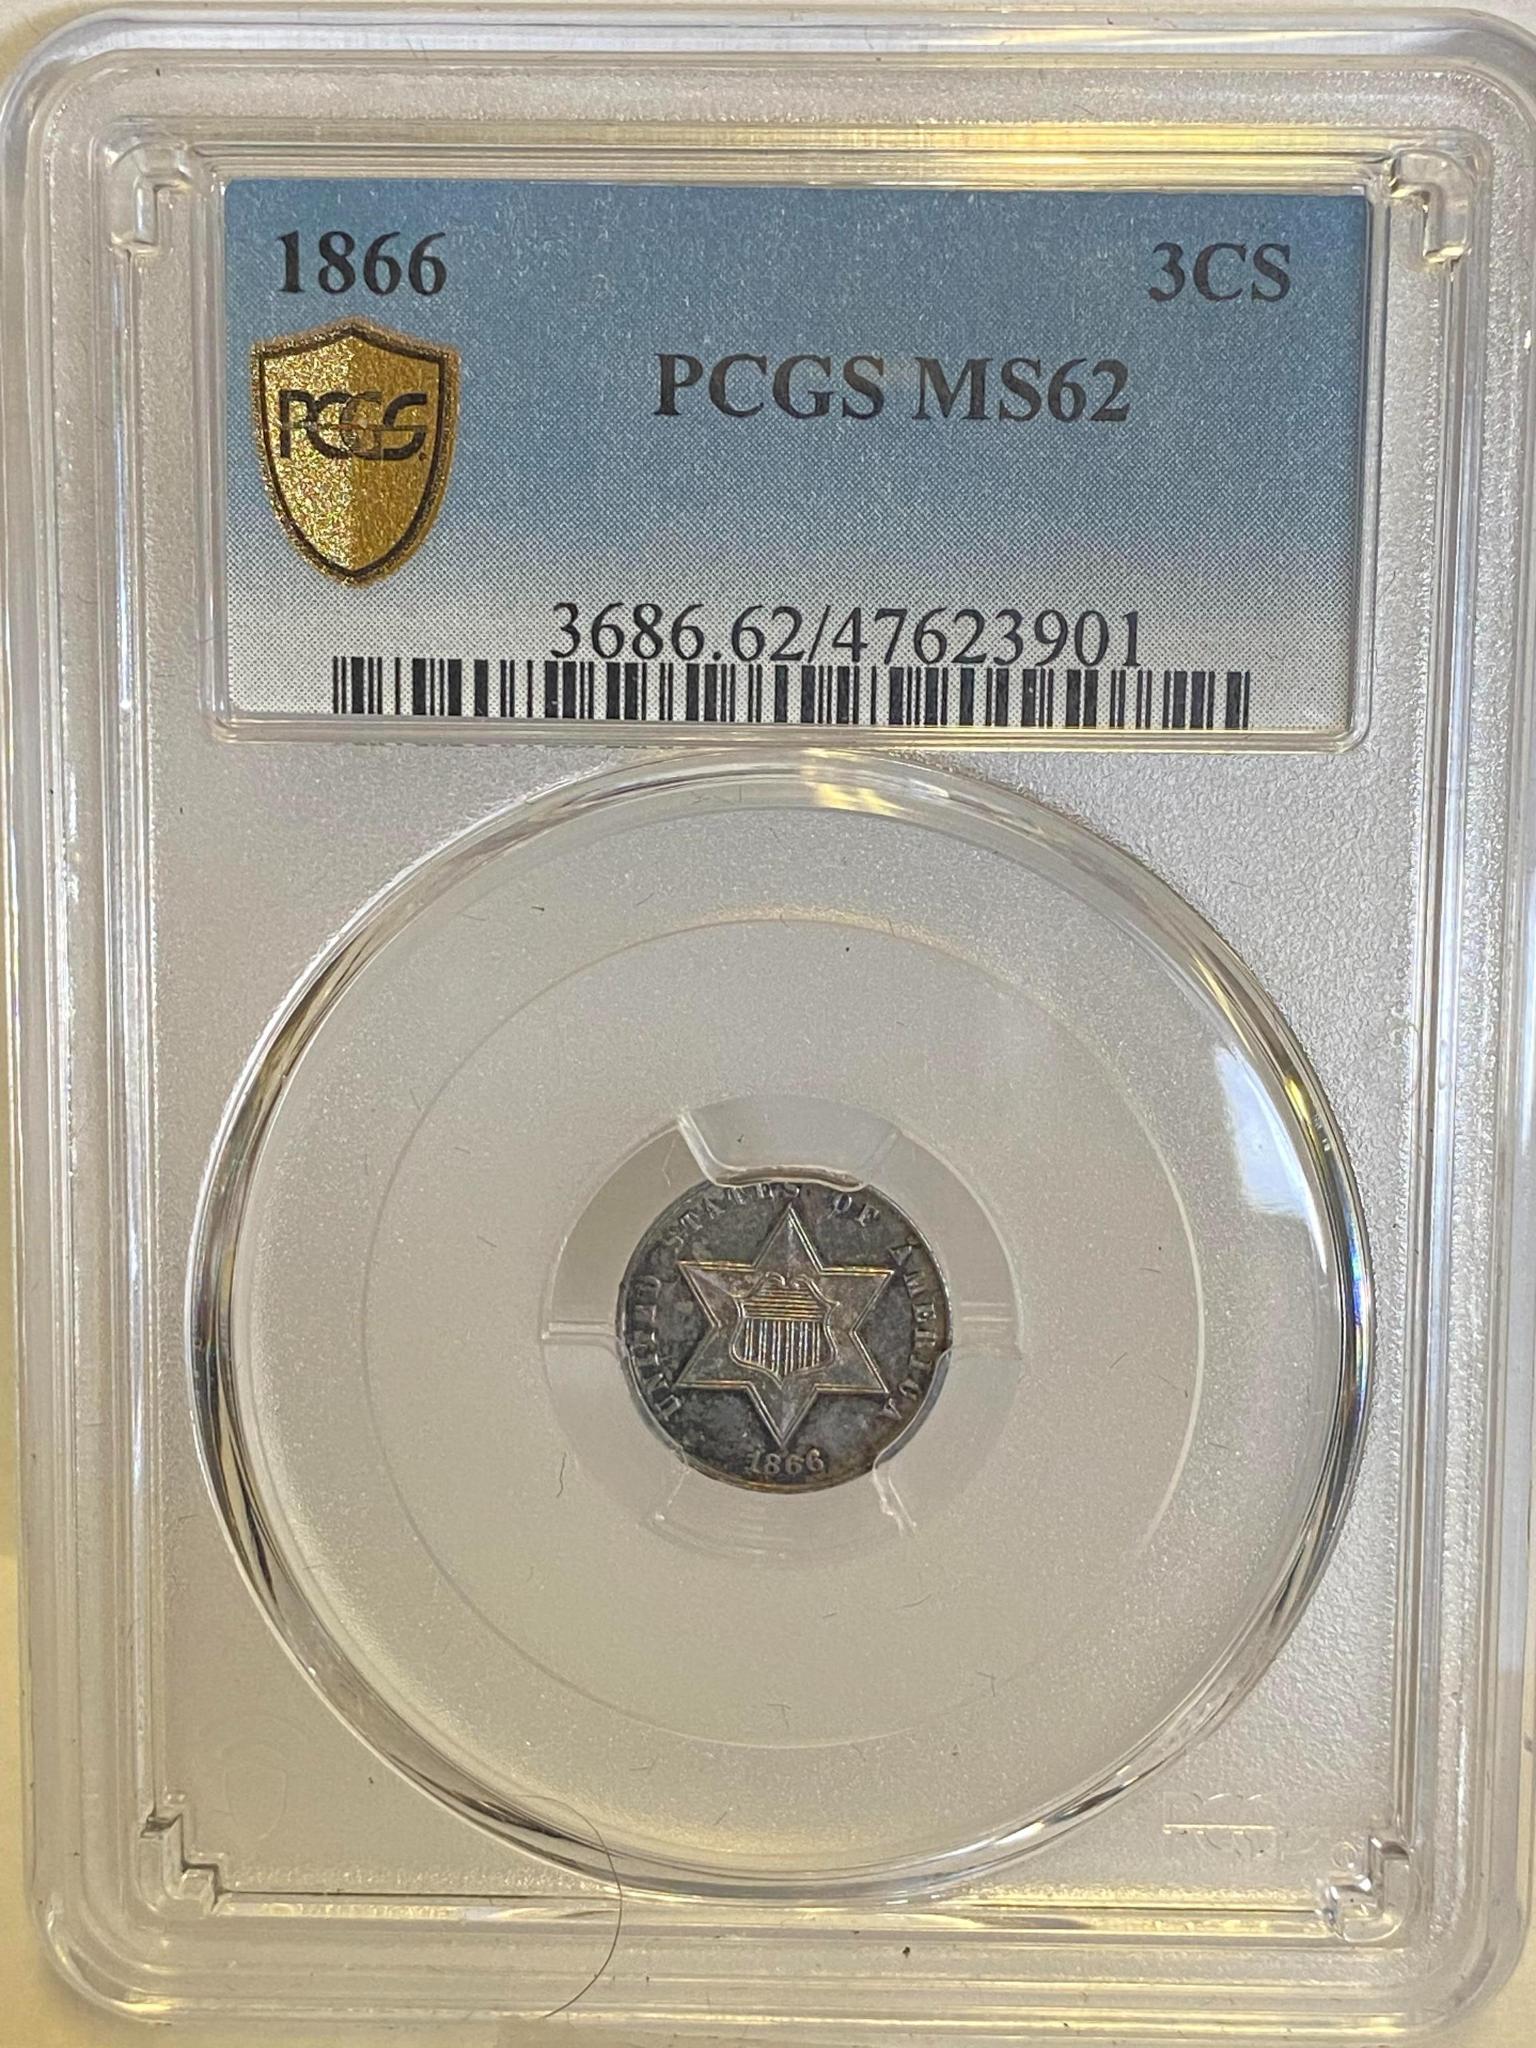 1866 3CS
PCGS
PCGS MS62
3686.62/47623901
UNITED STATES OF AMERICA
1866